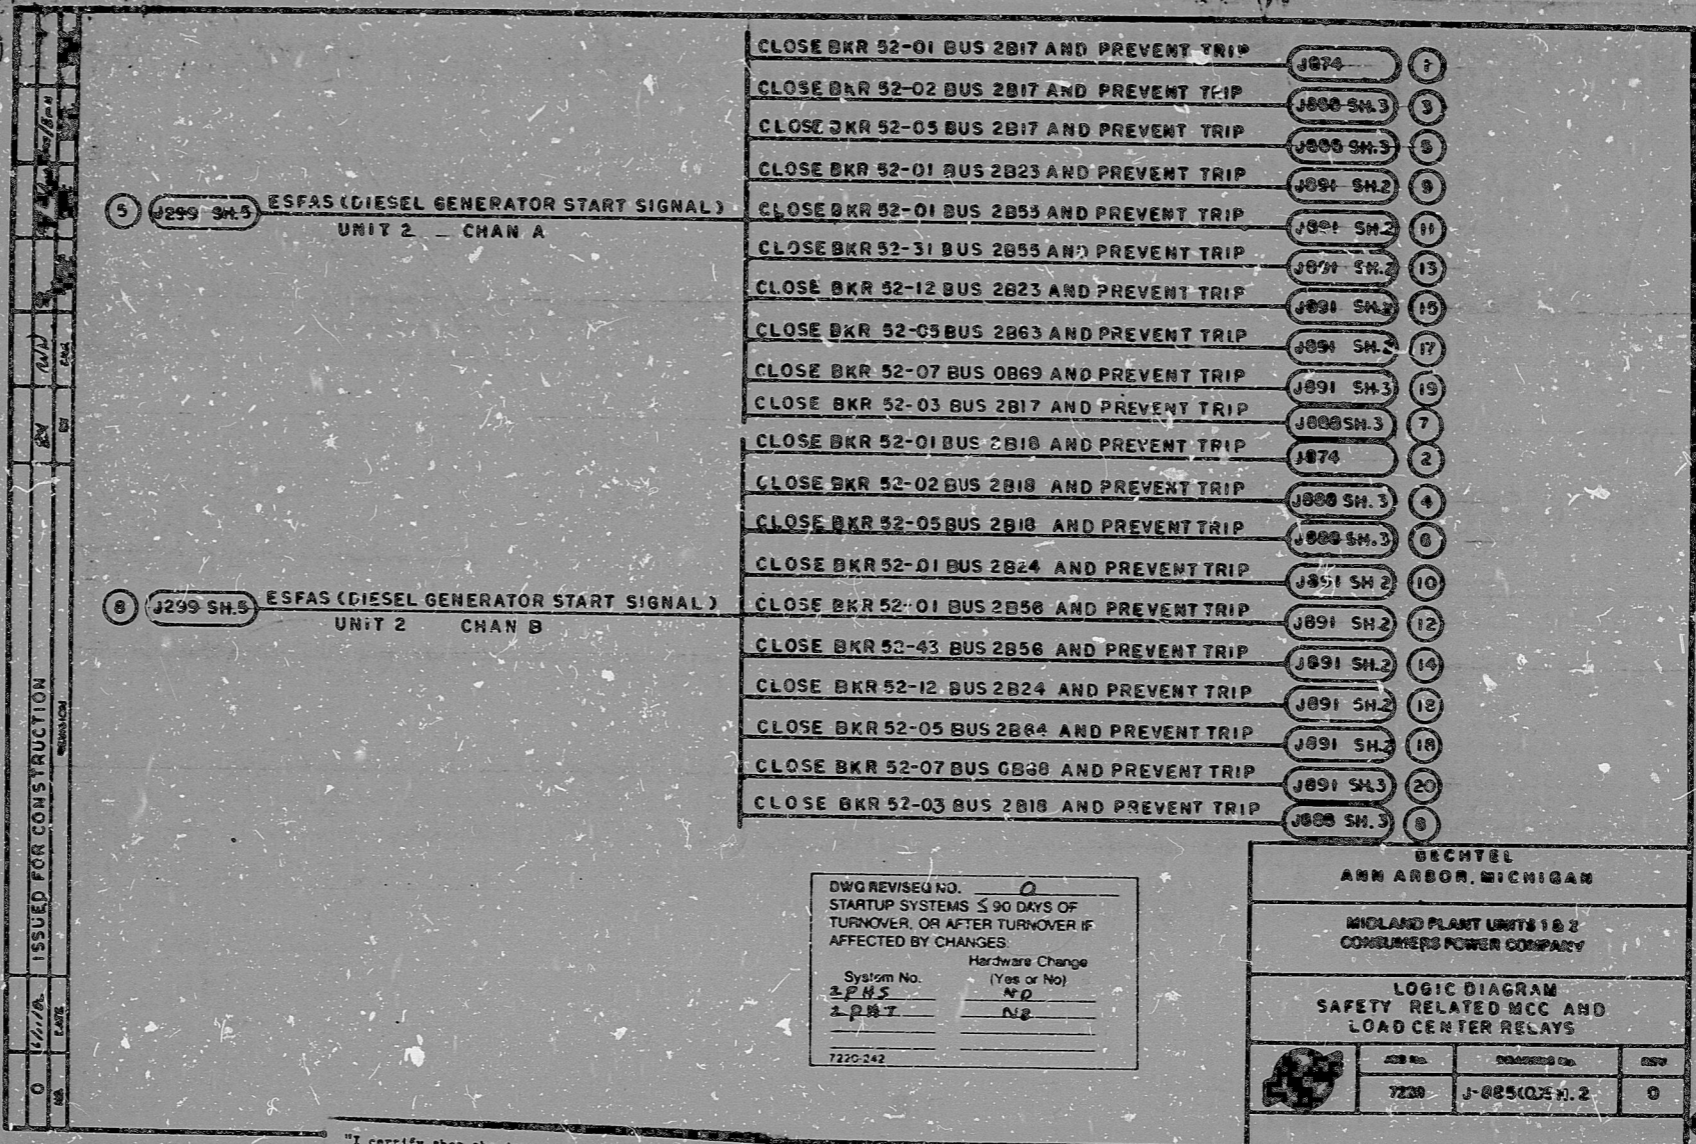 CLOSE BKR 52-01 BUS 2B17 AND PREVENT TRIP
J874 1
CLOSE BKR 52-02 BUS 2B17 AND PREVENT TRIP
J888 SH.3 3
CLOSE BKR 52-05 BUS 2B17 AND PREVENT TRIP
J888 SH.3 5
CLOSE BKR 52-01 BUS 2B23 AND PREVENT TRIP
J891 SH.2 9
5 J299 SH.5 ESFAS (DIESEL GENERATOR START SIGNAL)
UNIT 2 - CHAN A
CLOSE BKR 52-01 BUS 2B55 AND PREVENT TRIP
J891 SH.2 11
CLOSE BKR 52-31 BUS 2B55 AND PREVENT TRIP
J891 SH.2 13
CLOSE BKR 52-12 BUS 2B23 AND PREVENT TRIP
J891 SH.2 15
CLOSE BKR 52-05 BUS 2B63 AND PREVENT TRLP
J891 SH.2 17
CLOSE BKR 52-07 BUS 0B69 AND PREVENT TRIP
J891 SH.3 19
CLOSE BKR 52-03 BUS 2B17 AND PREVENT TRIP
J888 SH.3 7
CLOSE BKR 52-01 BUS 2B18 AND PREVENT TRIP
J874 2
CLOSE BKR 52-02 BUS 2B18 AND PREVENT TRIP
J888 SH.3 4
CLOSE BKR 52-05 BUS 2B18 AND PREVENT TRIP
J888 SH.3 6
CLOSE BKR 52-01 BUS 2B24 AND PREVENT TRIP
J891 SH 2 10
8 J299 SH.5 ESFAS (DIESEL GENERATOR START SIGNAL)
UNIT 2 CHAN B
CLOSE BKR 52-01 BUS 2B56 AND PREVENT TRIP
J891 SH.2 12
CLOSE BKR 52-43 BUS 2B56 AND PREVENT TRIP
J891 SH.2 14
CLOSE BKR 52-12 BUS 2B24 AND PREVENT TRIP
J891 SH.2
CLOSE BKR 52-05 BUS 2B64 AND PREVENT TRIP
J891 SH.2 18
CLOSE BKR 52-07 BUS AND PREVENT TRIP
J891 SH.3 20
CLOSE BKR 52-03 BUS 2B18 AND PREVENT TRIP
J888 SH.3 8
DWG REVISED NO. 0
STARTUP SYSTEMS ≤ 90 DAYS OF
TURNOVER, OR AFTER TURNOVER IF
AFFECTED BY CHANGES:
Hardware Change
System No. (Yes or No)
2PHS NO
NO
7220-242
BECHTEL
ANN ARBOR, MICHIGAN
MIDLAND PLANT UNITS 1 & 2
CONSUMERS POWER COMPANY
LOGIC DIAGRAM
SAFETY RELATED MCC AND
LOAD CENTER RELAYS
JOB No. DRAWING No. REV
7220 J-885(Q) SH. 2 0
0 ISSUED FOR CONSTRUCTION
NO. DATE REVISION BY CHK
"I certify that